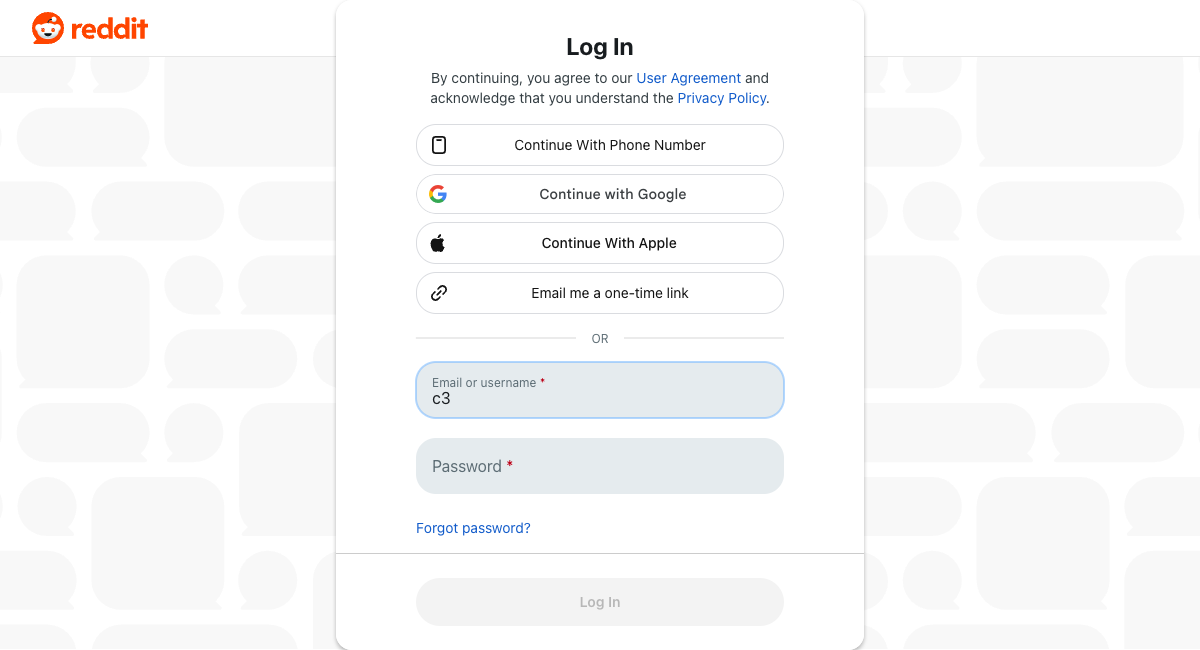 reddit
Log In
By continuing, you agree to our User Agreement and
acknowledge that you understand the Privacy Policy.
Continue With Phone Number
Continue with Google
Continue With Apple
Email me a one-time link
OR
Email or username *
c3
Password *
Forgot password?
Log In